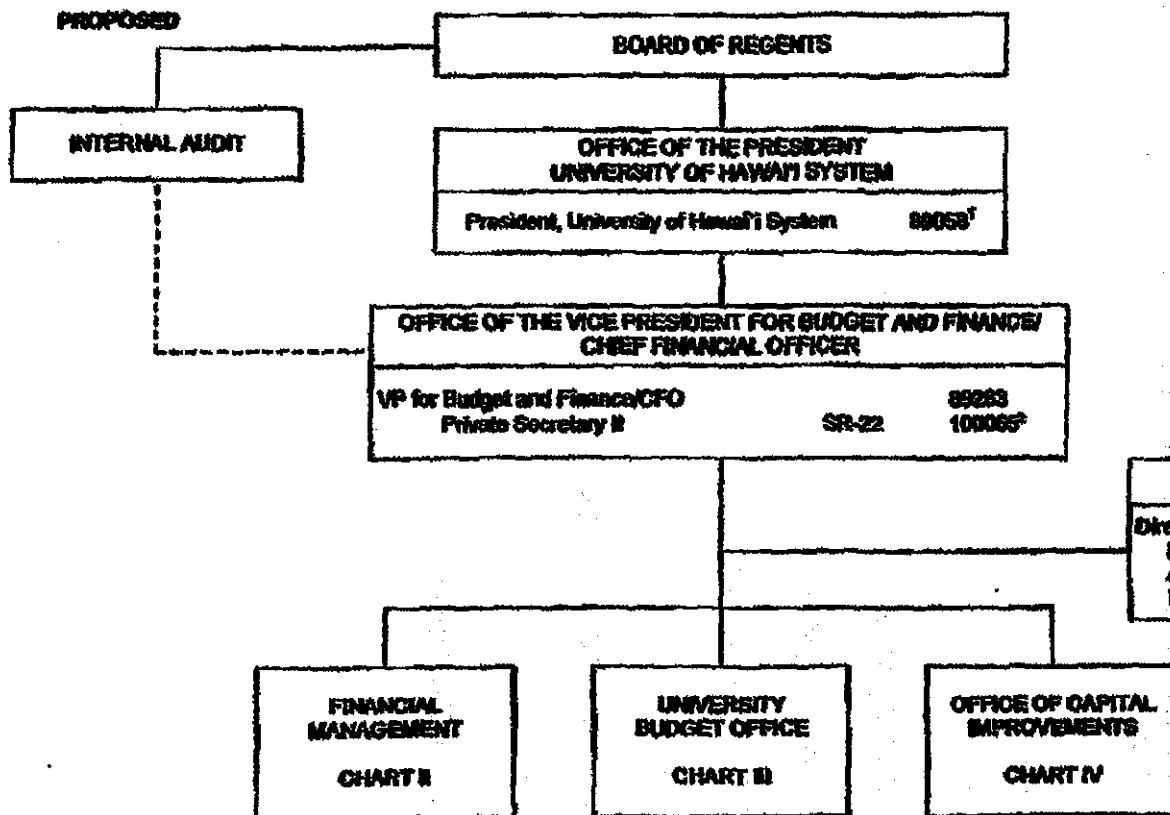 PROPOSED
BOARD OF REGENTS
INTERNAL AUDIT
OFFICE OF THE PRESIDENT
UNIVERSITY OF HAWAI'I SYSTEM
President, University of Hawai'i System 89058¹
OFFICE OF THE VICE PRESIDENT FOR BUDGET AND FINANCE/
CHIEF FINANCIAL OFFICER
VP for Budget and Finance/CFO 89283
Private Secretary II SR-22
Dire
FINANCIAL
MANAGEMENT
CHART II
UNIVERSITY
BUDGET OFFICE
CHART III
OFFICE OF CAPITAL
IMPROVEMENTS
CHART IV